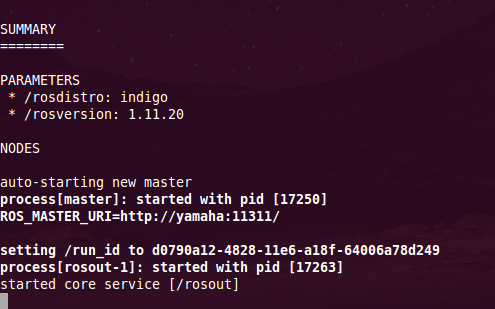 SUMMARY
========
PARAMETERS
* /rosdistro: indigo
* /rosversion: 1.11.20
NODES
auto-starting new master
process[master]: started with pid [17250]
ROS_MASTER_URI=http://yamaha:11311/
setting /run_id to d0790a12-4828-11e6-a18f-64006a78d249
process[rosout-1]: started with pid [17263]
started core service [/rosout]